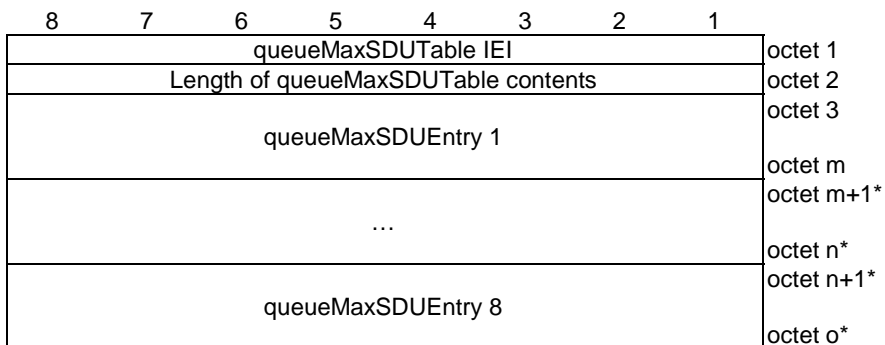 8 7 6 5 4 3 2 1
queueMaxSDUTable IEI octet 1
Length of queueMaxSDUTable contents octet 2
octet 3
queueMaxSDUEntry 1
octet m
octet m+1*
…
octet n*
octet n+1*
queueMaxSDUEntry 8
octet o*